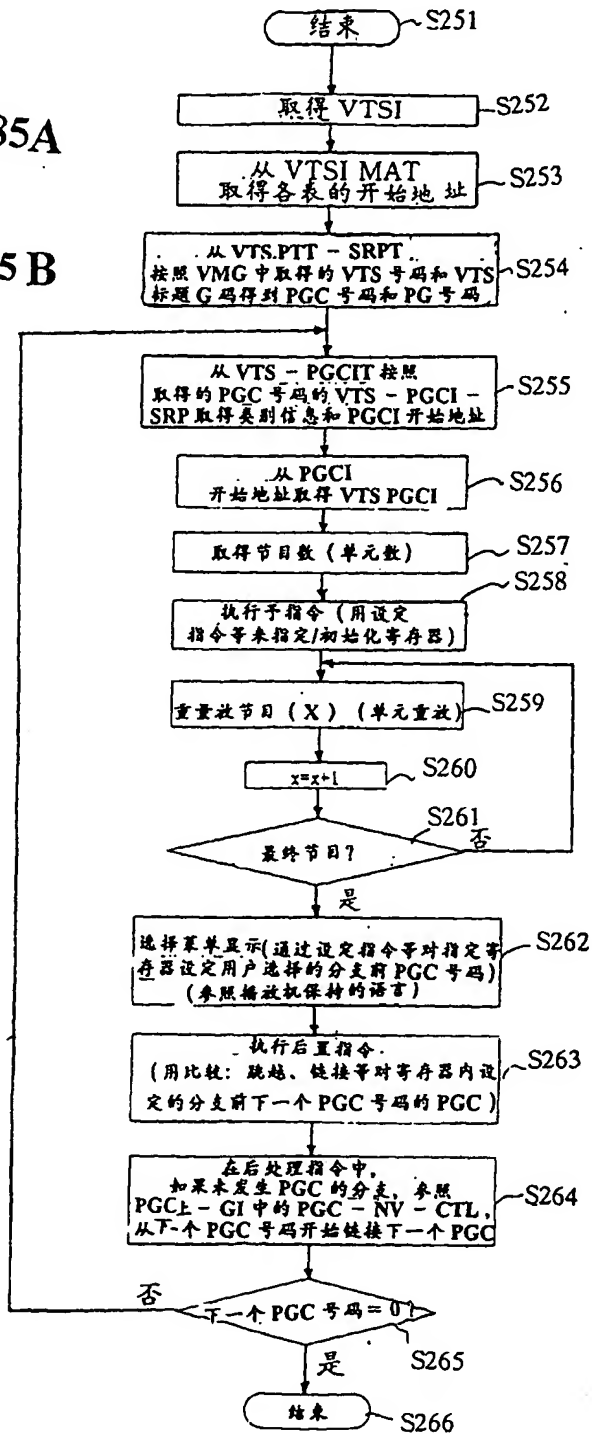 85A
5B
结束
S251
取得 VTSI
S252
从 VTSI MAT
取得各表的开始地址
S253
从 VTS.PTT - SRPT
按照 VMG 中取得的 VTS 号码和 VTS
标题 G 码得到 PGC 号码和 PG 号码
S254
从 VTS - PGCIT 按照
取得的 PGC 号码的 VTS - PGCI -
SRP 取得类别信息和 PGCI 开始地址
S255
从 PGCI
开始地址取得 VTS PGCI
S256
取得节目数（单元数）
S257
S258
执行予指令（用设定
指令等来指定/初始化寄存器）
重量放节目（X）（单元重放）
S259
x=x+1
S260
S261
最终节目?
否
是
选择菜单显示(通过设定指令等对指定寄
存器设定用户选择的分支前 PGC 号码)
(参照播放机保持的语言)
S262
执行后置指令
(用比较: 跳越、链接等对寄存器内设
定的分支前下一个 PGC 号码的 PGC)
S263
在后处理指令中,
如果未发生 PGC 的分支, 参照
PGC上 - GI 中的 PGC - NV - CTL,
从下一个 PGC 号码开始链接下一个 PGC
S264
否
下一个 PGC 号码 = 0?
S265
是
结束
S266